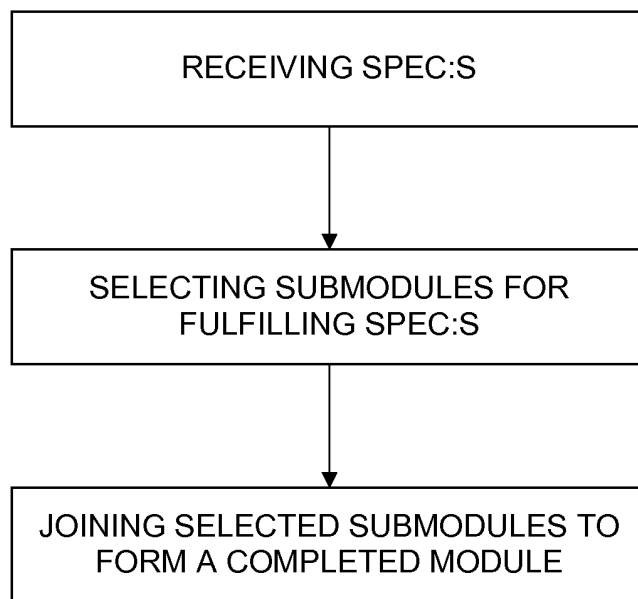 RECEIVING SPEC:S
SELECTING SUBMODULES FOR
FULFILLING SPEC:S
JOINING SELECTED SUBMODULES TO
FORM A COMPLETED MODULE